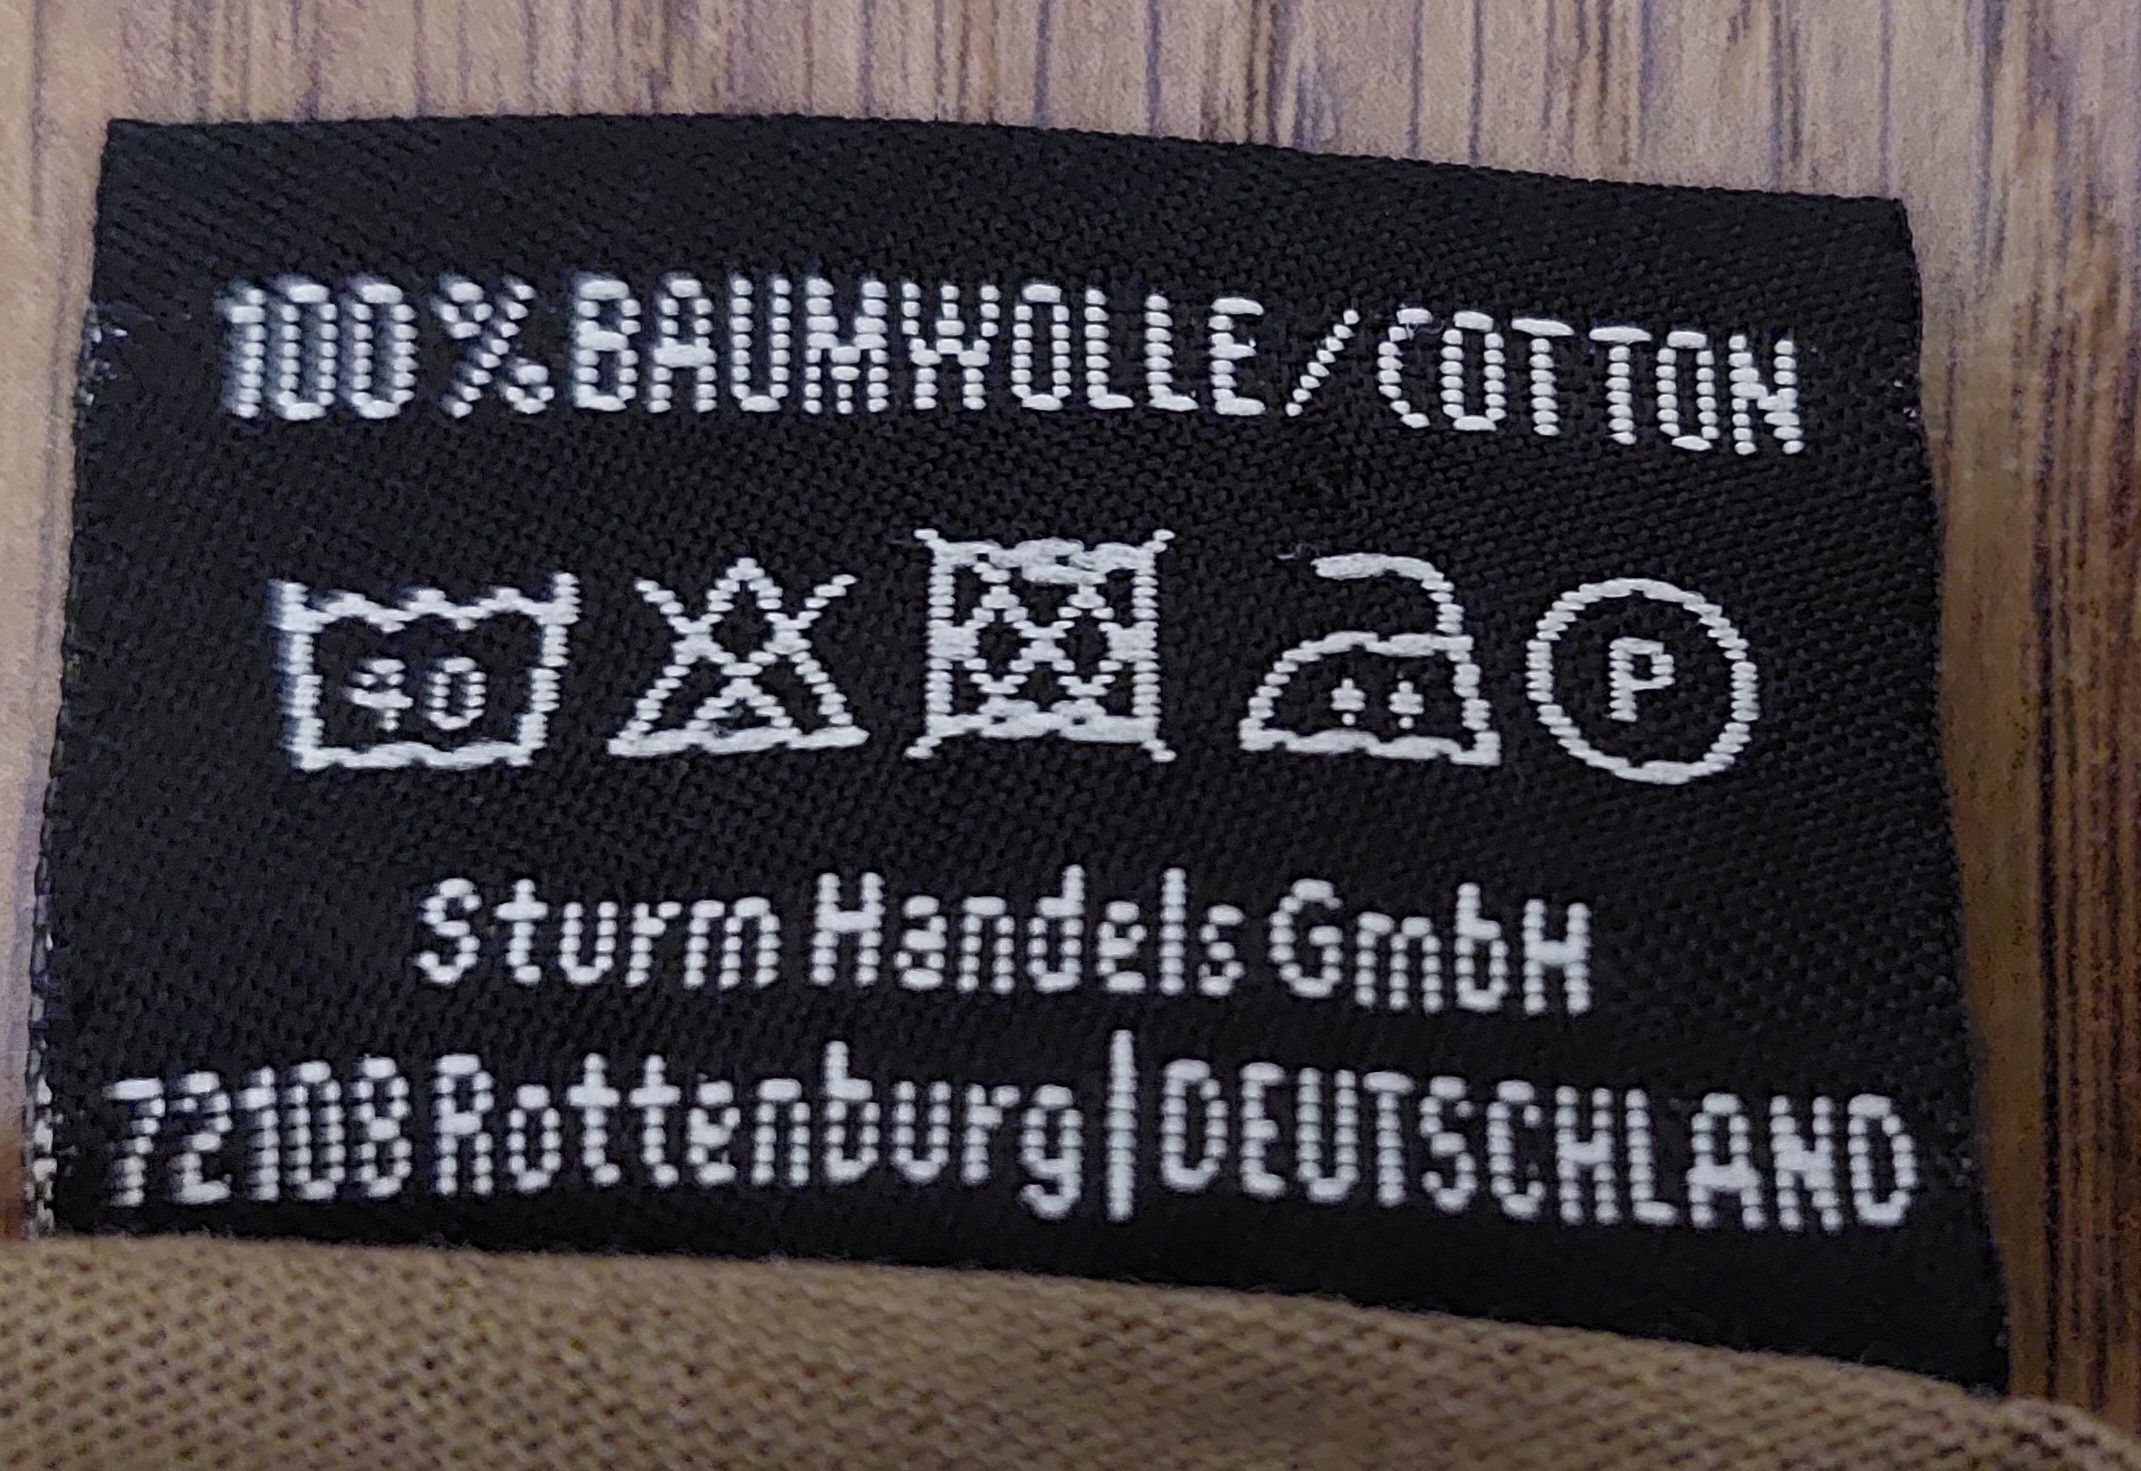 100% BAUMWOLLE/COTTON
40 P
Sturm Handels GmbH
72108 Rottenburg|DEUTSCHLAND